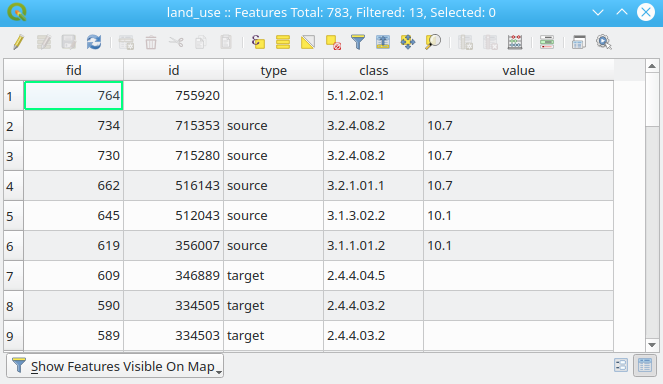 land_use :: Features Total: 783, Filtered: 13, Selected: 0
fid id type class value
1 764 755920 5.1.2.02.1
2 734 715353 source 3.2.4.08.2 10.7
3 730 715280 source 3.2.4.08.2 10.7
4 662 516143 source 3.2.1.01.1 10.7
5 645 512043 source 3.1.3.02.2 10.1
6 619 356007 source 3.1.1.01.2 10.1
7 609 346889 target 2.4.4.04.5
8 590 334505 target 2.4.4.03.2
9 589 334503 target 2.4.4.03.2
Show Features Visible On Map